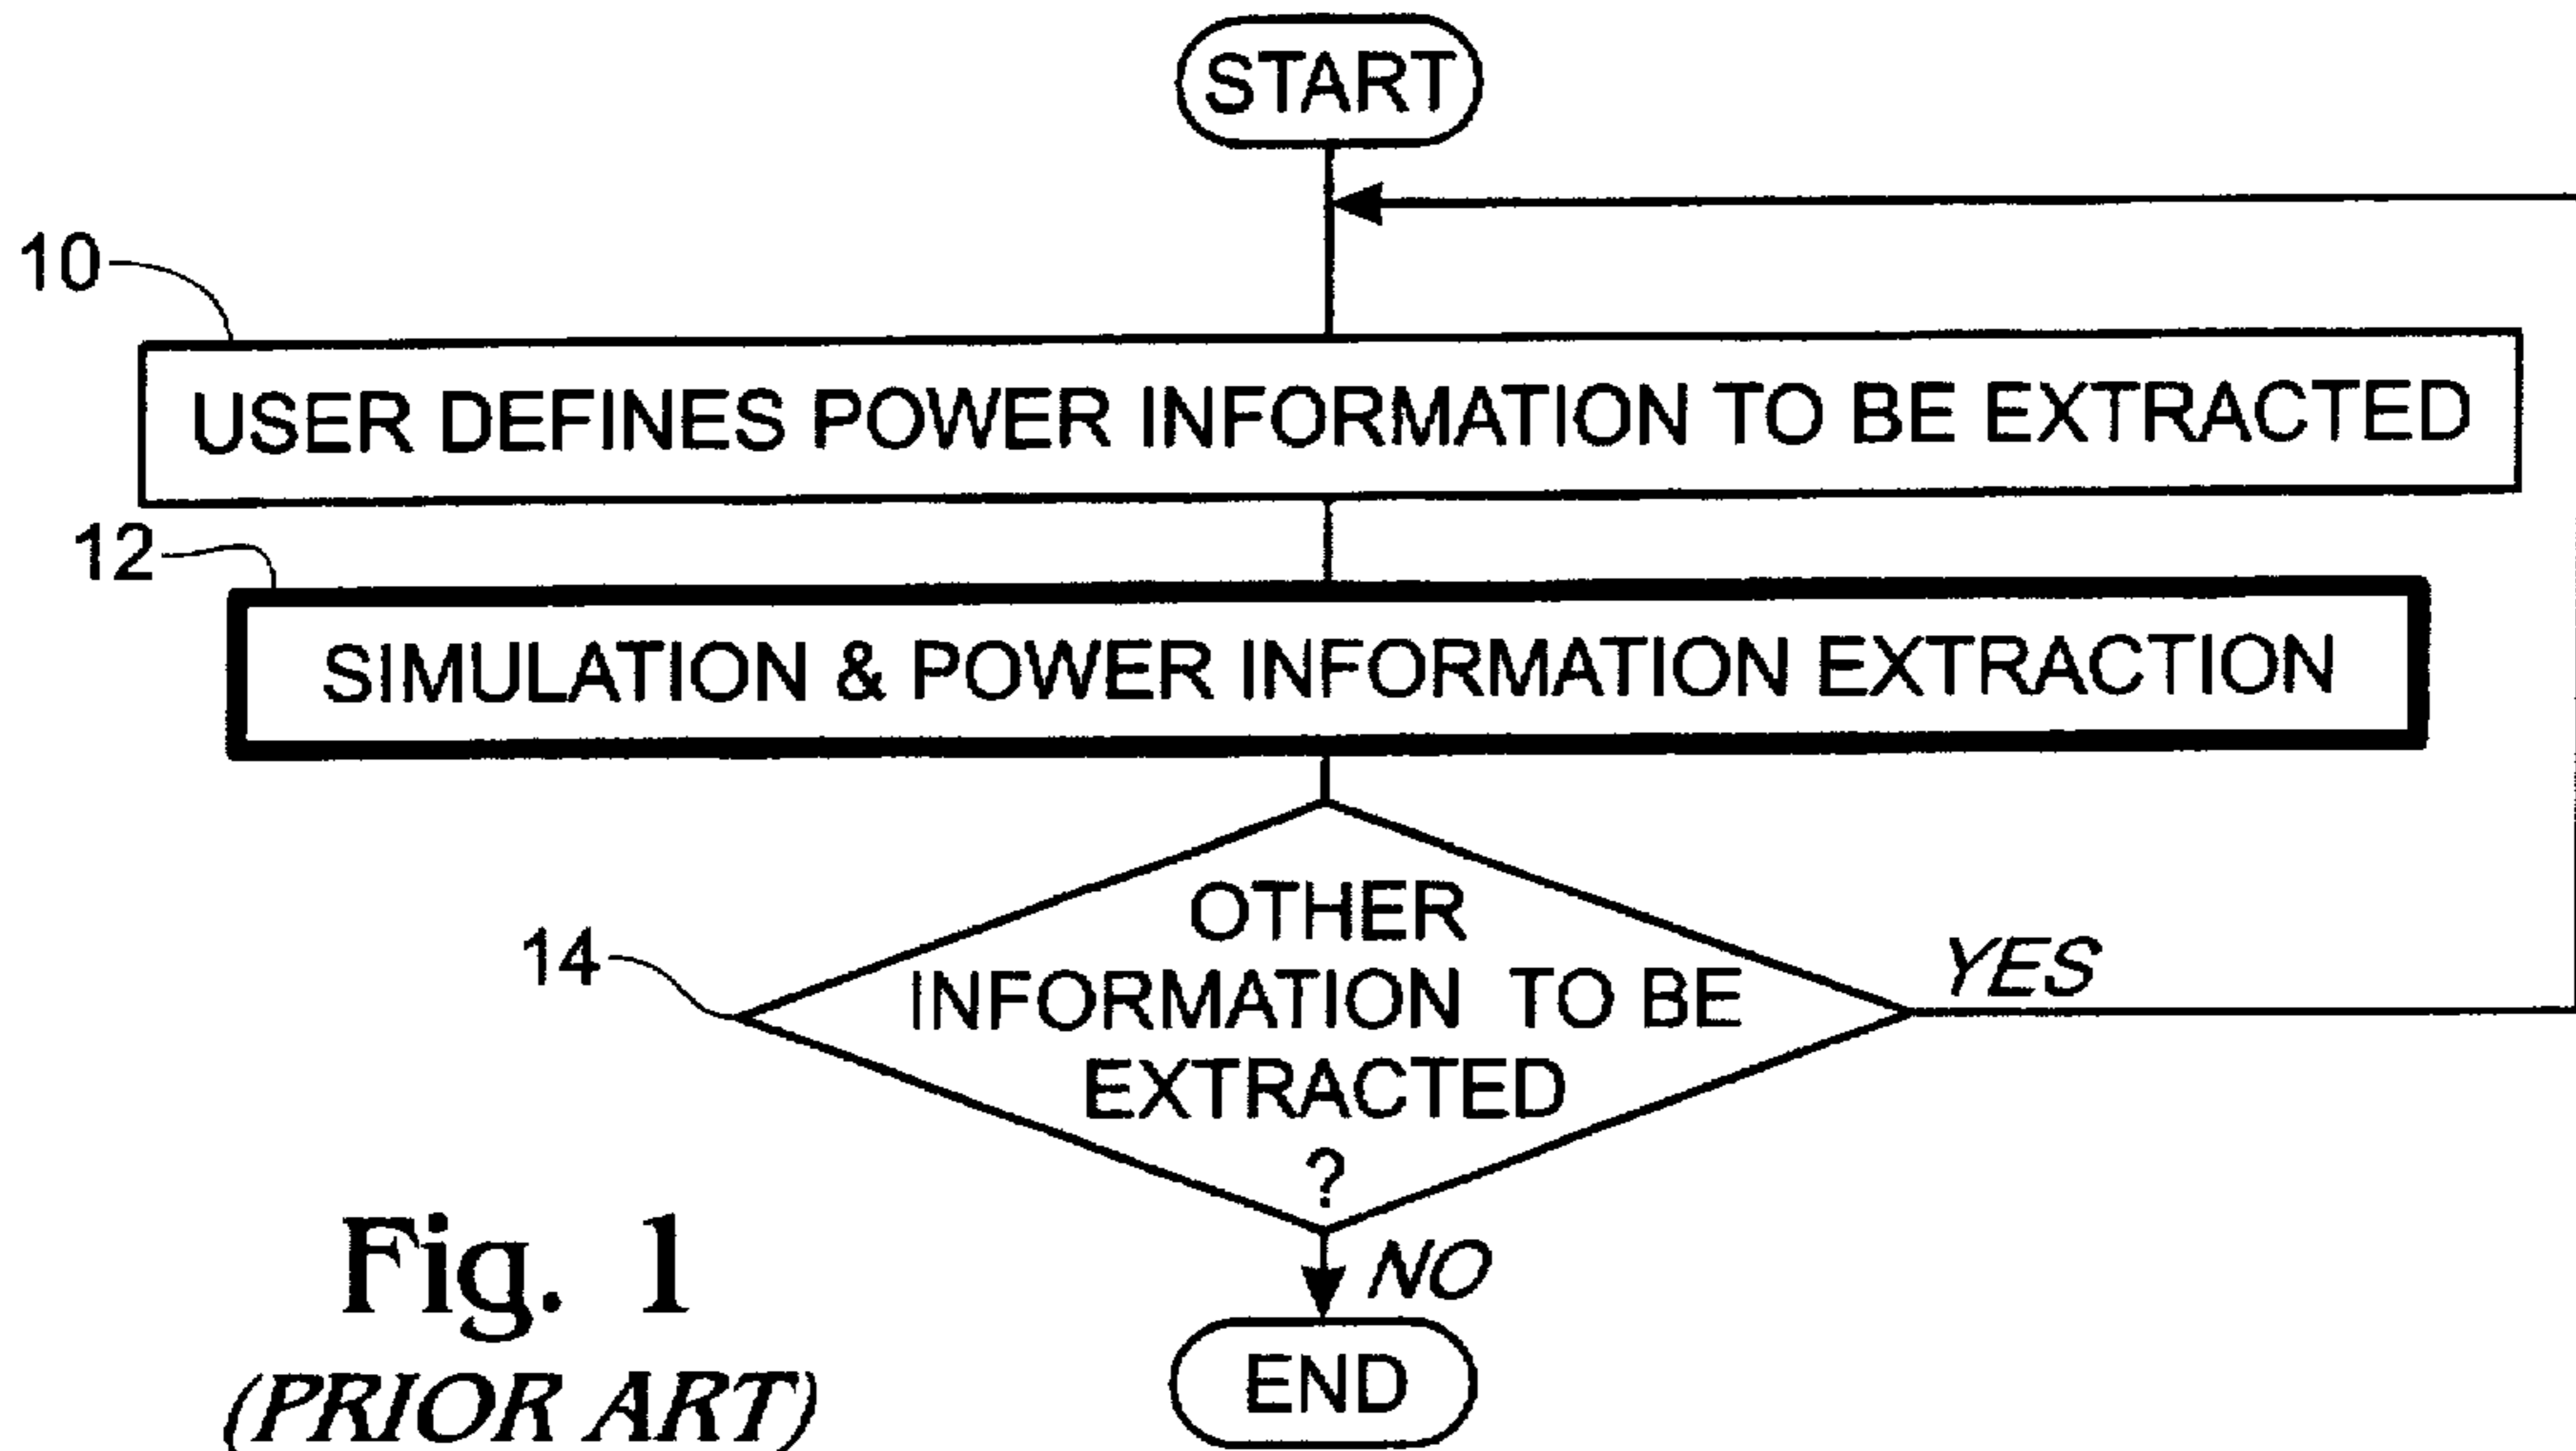 START
10
USER DEFINES POWER INFORMATION TO BE EXTRACTED
12
SIMULATION & POWER INFORMATION EXTRACTION
14
OTHER
INFORMATION TO BE
EXTRACTED
?
YES
NO
END
Fig. 1
(PRIOR ART)